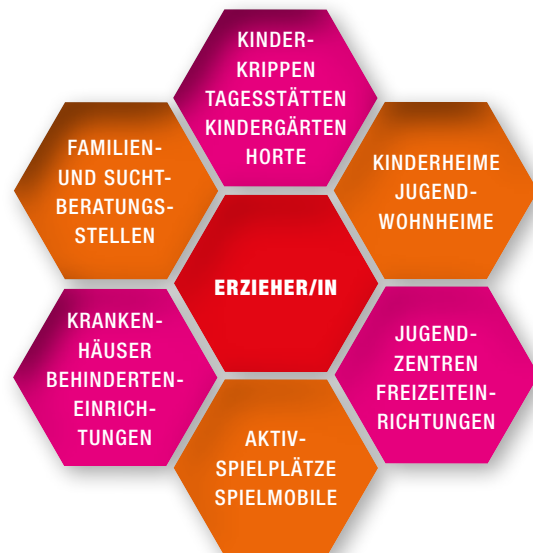 KINDER-
KRIPPEN
TAGESSTÄTTEN
KINDERGÄRTEN
HORTE
FAMILIEN-
UND SUCHT-
BERATUNGS-
STELLEN
KINDERHEIME
JUGEND-
WOHNHEIME
ERZIEHER/IN
KRANKEN-
HÄUSER
BEHINDERTEN-
EINRICH-
TUNGEN
JUGEND-
ZENTREN
FREIZEITEIN-
RICHTUNGEN
AKTIV-
SPIELPLÄTZE
SPIELMOBILE